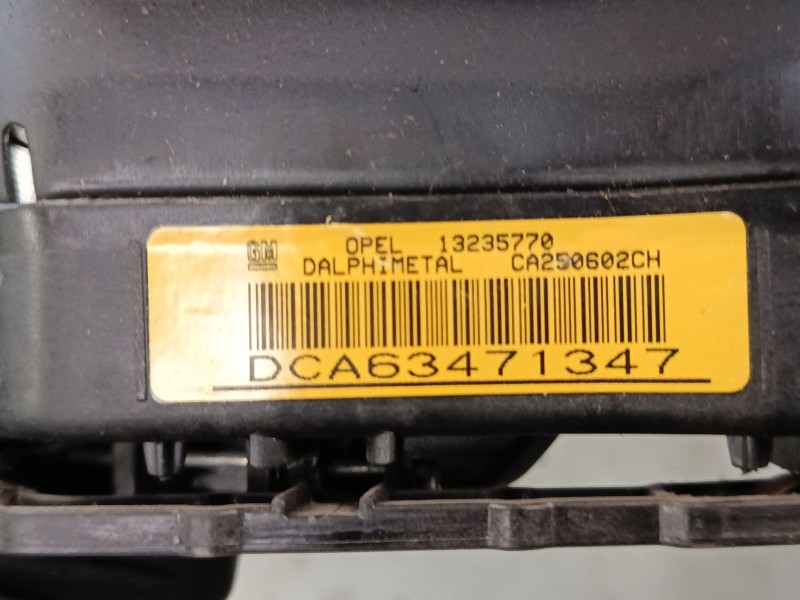 GM OPEL 13235770
DALPHIMETAL CA250602CH
DCA63471347